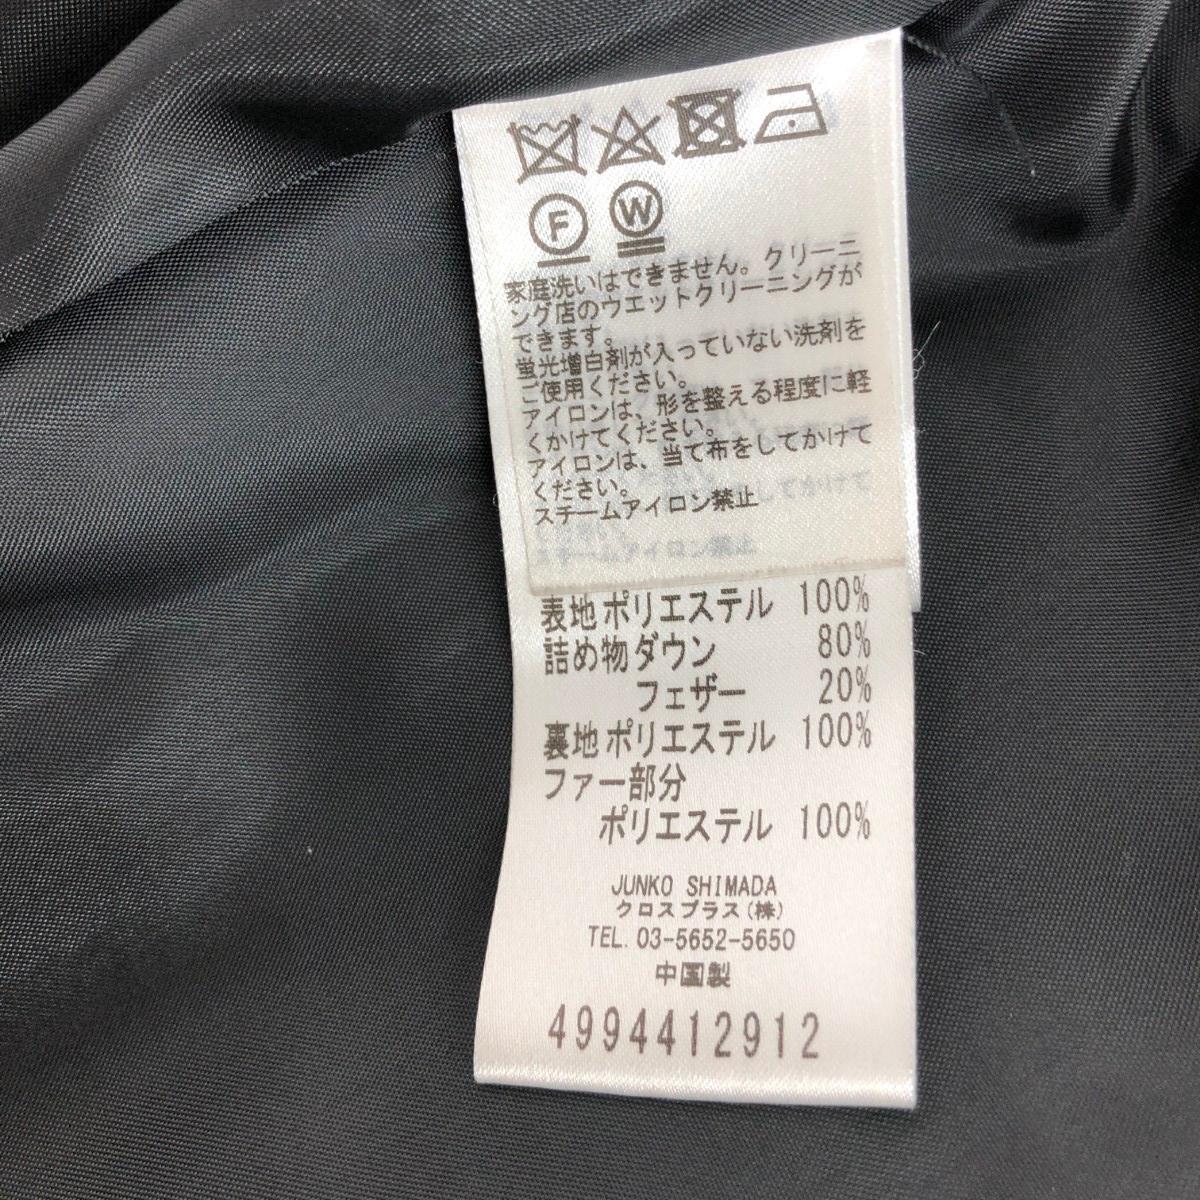 F W
家庭洗いはできません。クリーニ
ング店のウエットクリーニングが
できます。
蛍光増白剤が入っていない洗剤を
ご使用ください。
アイロンは、形を整える程度に軽
くかけてください。
アイロンは、当て布をしてかけて
ください。
スチームアイロン禁止
表地 ポリエステル 100%
詰め物 ダウン 80%
フェザー 20%
裏地 ポリエステル 100%
ファー部分
ポリエステル 100%
JUNKO SHIMADA
クロスプラス(株)
TEL. 03-5652-5650
中国製
4994412912